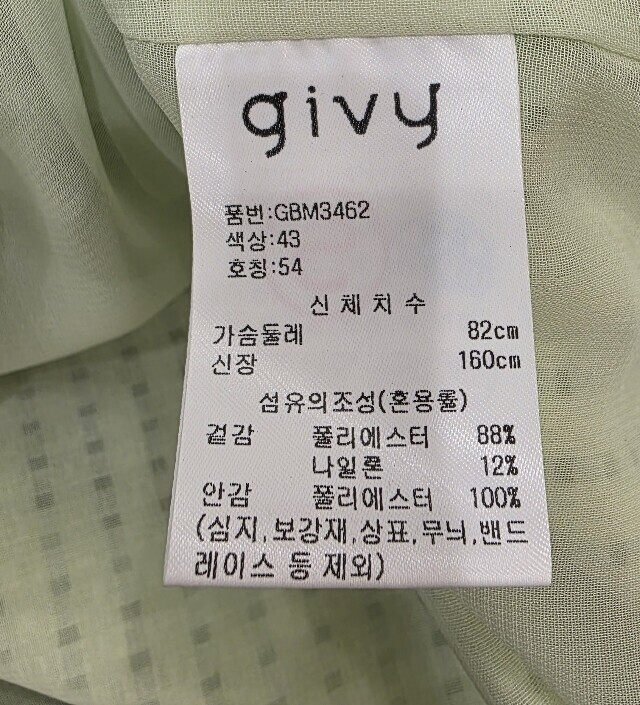 givy
품번:GBM3462
색상:43
호칭:54
신 체 치 수
가슴둘레 82cm
신장 160cm
섬유의조성(혼용률)
겉감 폴리에스터 88%
나일론 12%
안감 폴리에스터 100%
(심지,보강재,상표,무늬,밴드
레이스 등 제외)